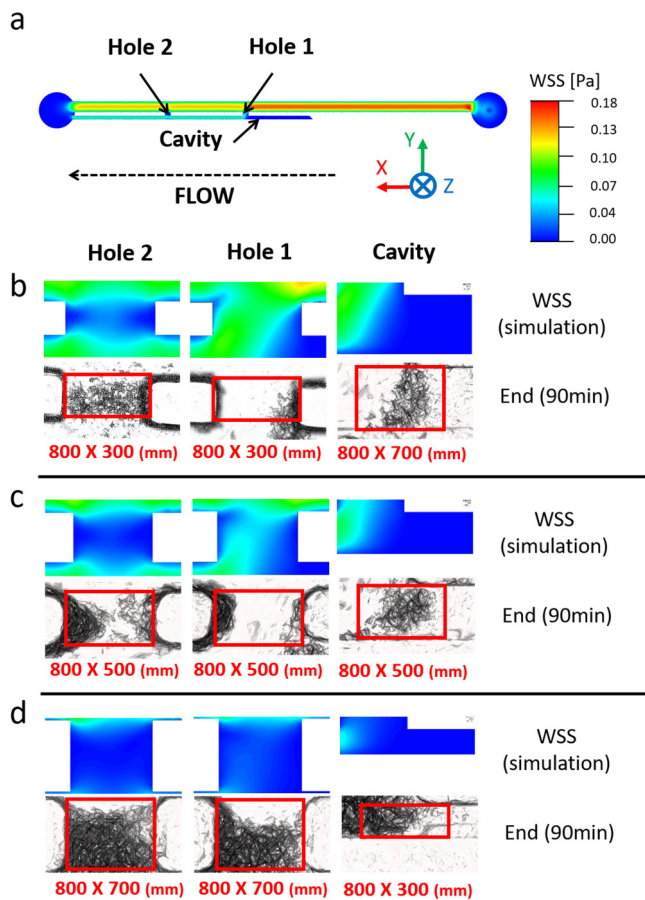 a
Hole 2
Hole 1
WSS [Pa]
0.18
0.13
0.10
0.07
0.04
0.00
Cavity
FLOW
Y
X
Z
Hole 2
Hole 1
Cavity
b
WSS
(simulation)
End (90min)
800 X 300 (mm)
800 X 300 (mm)
800 X 700 (mm)
c
WSS
(simulation)
End (90min)
800 X 500 (mm)
800 X 500 (mm)
800 X 500 (mm)
d
WSS
(simulation)
End (90min)
800 X 700 (mm)
800 X 700 (mm)
800 X 300 (mm)